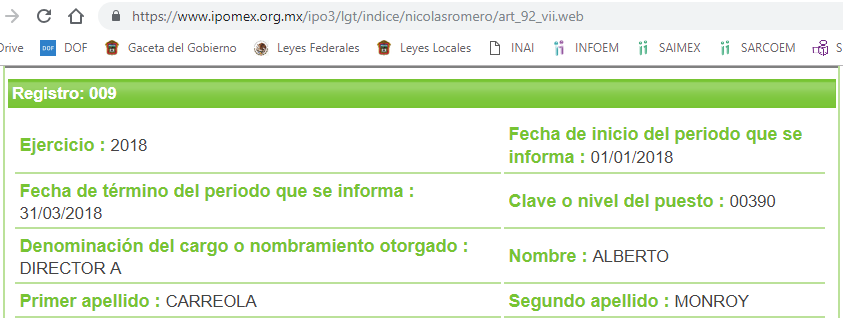 https://www.ipomex.org.mx/ipo3/lgt/indice/nicolasromero/art_92_vii.web
Drive DOF DOF Gaceta del Gobierno Leyes Federales Leyes Locales INAI INFOEM SAIMEX SARCOEM S
Registro: 009
Ejercicio : 2018
Fecha de inicio del periodo que se
informa : 01/01/2018
Fecha de término del periodo que se informa :
31/03/2018
Clave o nivel del puesto : 00390
Denominación del cargo o nombramiento otorgado :
DIRECTOR A
Nombre : ALBERTO
Primer apellido : CARREOLA
Segundo apellido : MONROY